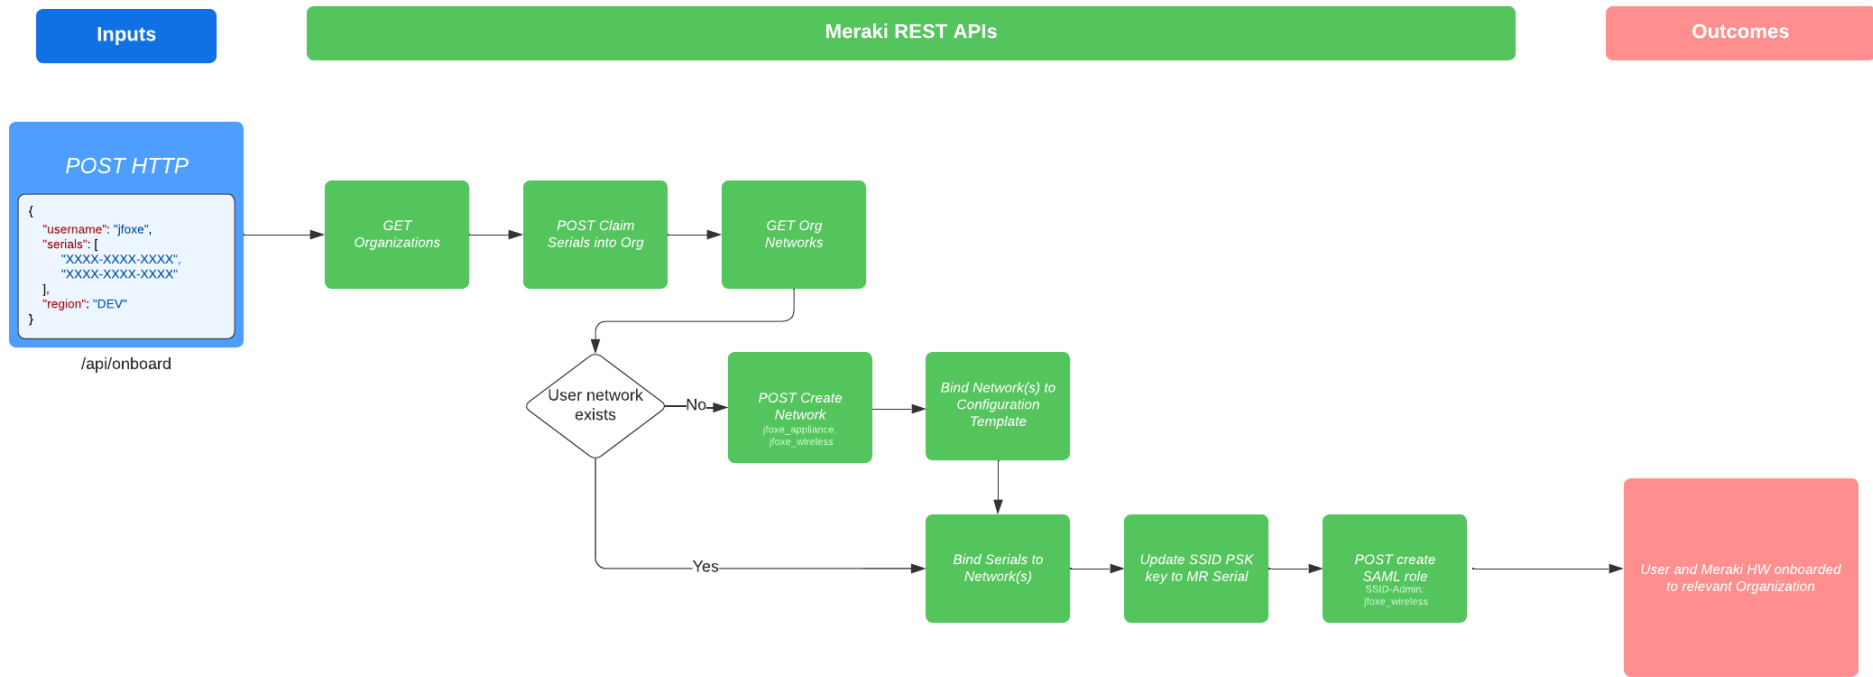 Inputs
Meraki REST APIs
Outcomes
POST HTTP
{
"username": "jfoxe",
"serials": [
"XXXX-XXXX-XXXX",
"XXXX-XXXX-XXXX"
],
"region": "DEV"
}
/api/onboard
GET
Organizations
POST Claim
Serials into Org
GET Org
Networks
User network
exists
No
POST Create
Network
jfoxe_appliance,
jfoxe_wireless
Bind Network(s) to
Configuration
Template
Yes
Bind Serials to
Network(s)
Update SSID PSK
key to MR Serial
POST create
SAML role
SSID-Admin:
jfoxe_wireless
User and Meraki HW onboarded
to relevant Organization